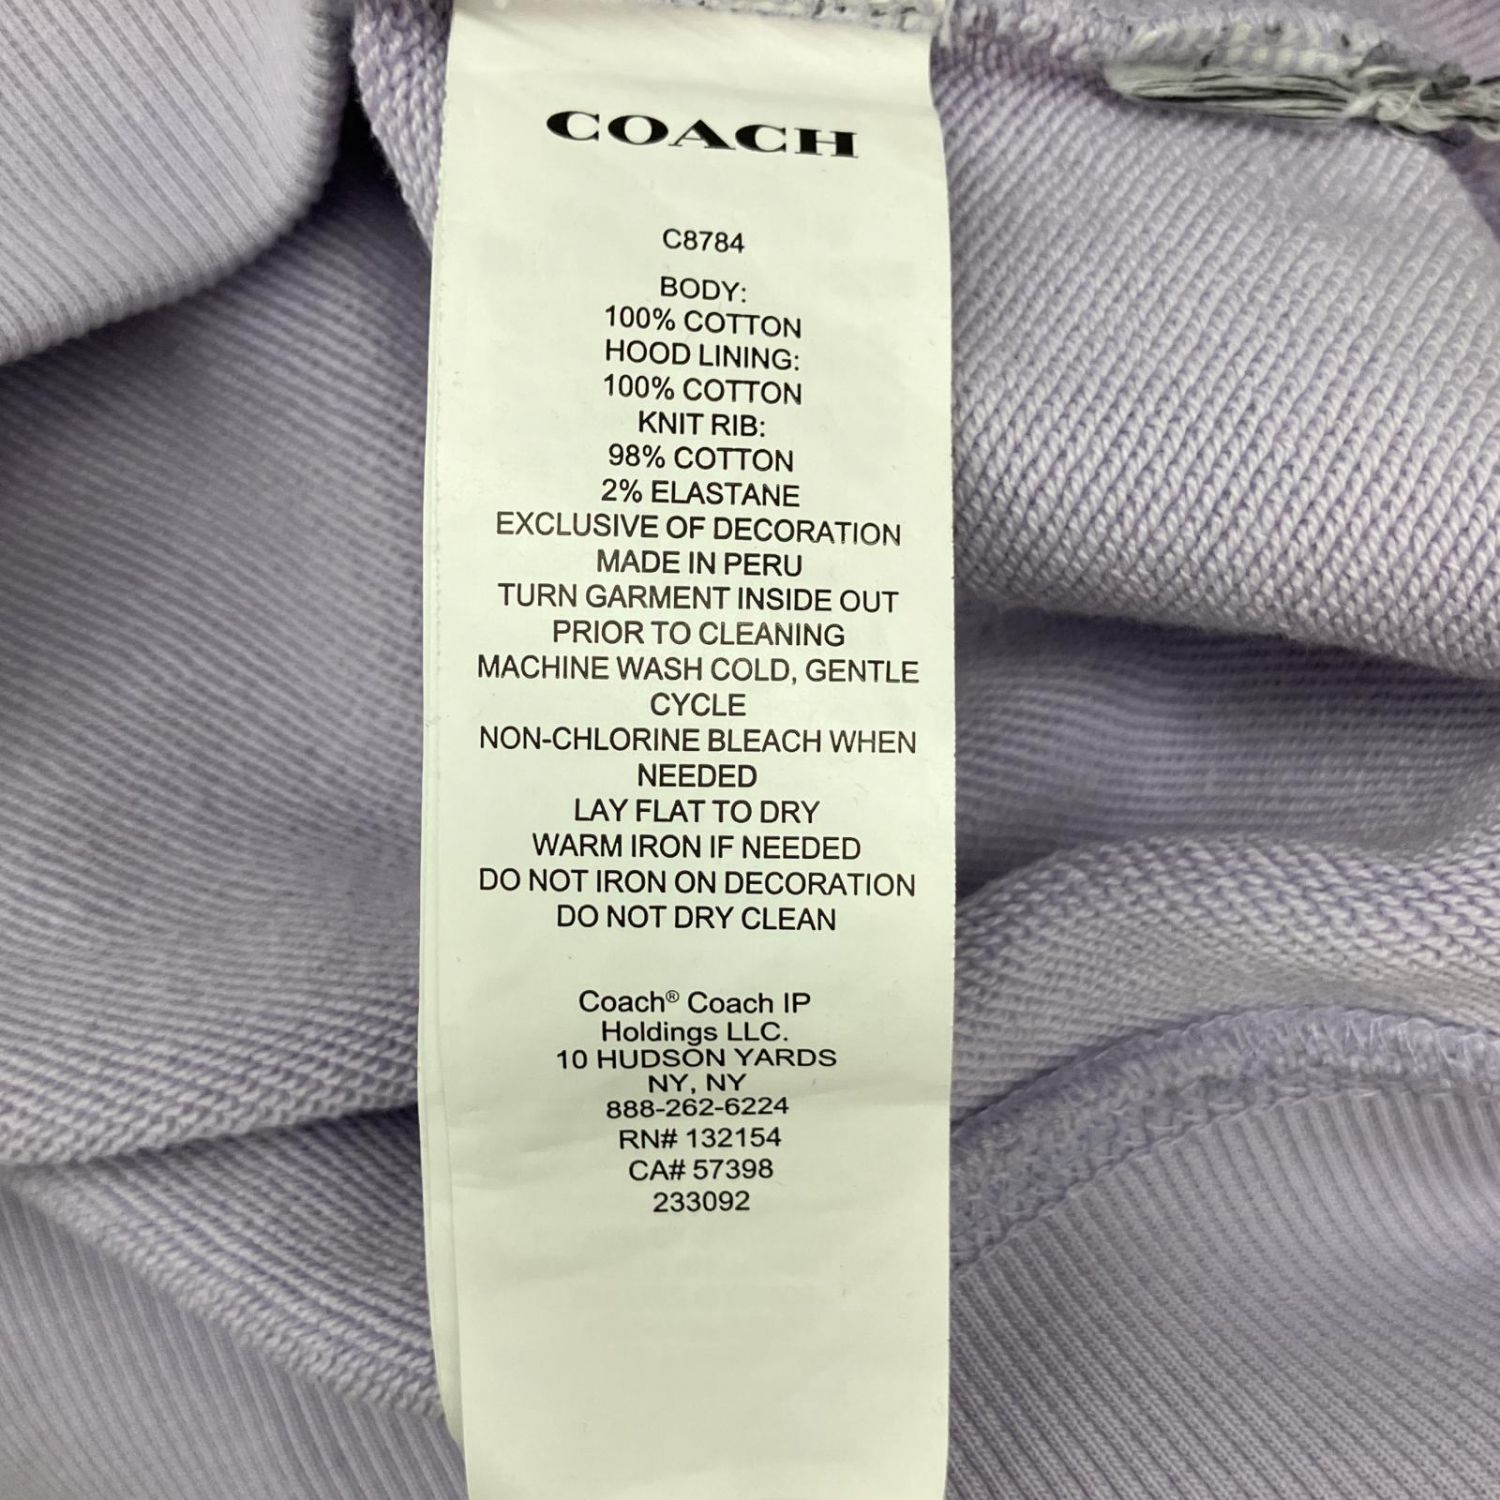 COACH
C8784
BODY:
100% COTTON
HOOD LINING:
100% COTTON
KNIT RIB:
98% COTTON
2% ELASTANE
EXCLUSIVE OF DECORATION
MADE IN PERU
TURN GARMENT INSIDE OUT
PRIOR TO CLEANING
MACHINE WASH COLD, GENTLE
CYCLE
NON-CHLORINE BLEACH WHEN
NEEDED
LAY FLAT TO DRY
WARM IRON IF NEEDED
DO NOT IRON ON DECORATION
DO NOT DRY CLEAN
Coach® Coach IP
Holdings LLC.
10 HUDSON YARDS
NY, NY
888-262-6224
RN# 132154
CA# 57398
233092